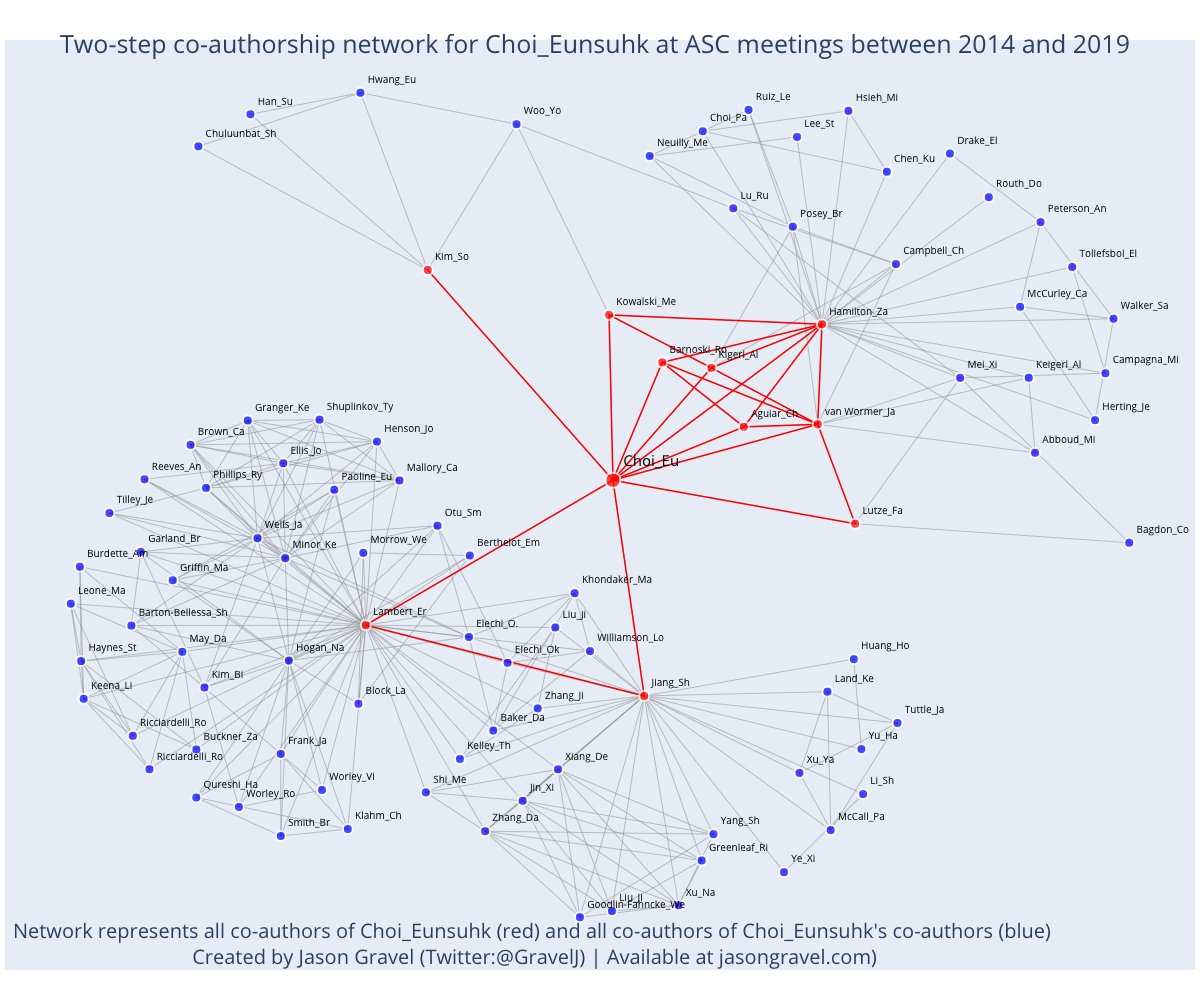 Two-step co-authorship network for Choi_Eunsuhk at ASC meetings between 2014 and 2019
Hwang_Eu
Han_Su
Woo_Yo
Chuluunbat_Sh
Ruiz_Le
Hsieh_Mi
Choi_Pa
Lee_St
Neuilly_Me
Drake_El
Chen_Ku
Routh_Do
Lu_Ru
Posey_Br
Peterson_An
Campbell_Ch
Tollefsbol_El
Kim_So
McCurley_Ca
Walker_Sa
Kowalski_Me
Hamilton_Za
Barnoski_Ro
Kigerl_Al
Mei_Xi
Keigerl_Al
Campagna_Mi
Aguiar_Ch
van Wormer_Ja
Herting_Je
Abboud_Mi
Granger_Ke
Shuplinkov_Ty
Brown_Ca
Henson_Jo
Ellis_Jo
Choi_Eu
Reeves_An
Phillips_Ry
Paoline_Eu
Mallory_Ca
Tilley_Je
Otu_Sm
Lutze_Fa
Wells_Ja
Bagdon_Co
Garland_Br
Minor_Ke
Morrow_We
Berthelot_Em
Burdette_Am
Griffin_Ma
Khondaker_Ma
Leone_Ma
Barton-Bellessa_Sh
Lambert_Er
Elechi_O.
Liu_Ji
Williamson_Lo
Haynes_St
May_Da
Hogan_Na
Elechi_Ok
Huang_Ho
Keena_Li
Kim_Bi
Block_La
Zhang_Ji
Jiang_Sh
Land_Ke
Ricciardelli_Ro
Buckner_Za
Frank_Ja
Baker_Da
Tuttle_Ja
Ricciardelli_Ro
Kelley_Th
Xiang_De
Yu_Ha
Qureshi_Ha
Worley_Ro
Worley_Vi
Shi_Me
Jin_Xi
Xu_Ya
Li_Sh
Smith_Br
Klahm_Ch
Zhang_Da
Yang_Sh
McCall_Pa
Greenleaf_Ri
Ye_Xi
Liu_Ji
Xu_Na
Goodlin-Fahncke_We
Network represents all co-authors of Choi_Eunsuhk (red) and all co-authors of Choi_Eunsuhk's co-authors (blue)
Created by Jason Gravel (Twitter:@GravelJ) | Available at jasongravel.com)